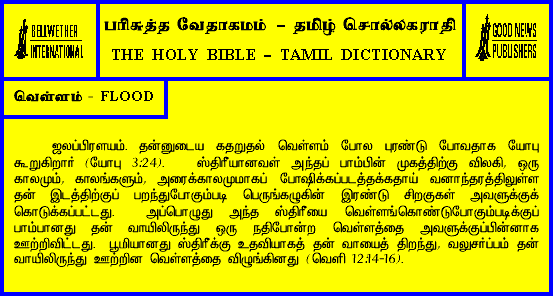 BELLWETHER
INTERNATIONAL
பரிசுத்த வேதாகமம் - தமிழ் சொல்லகராதி
THE HOLY BIBLE - TAMIL DICTIONARY
GOOD NEWS
PUBLISHERS
வெள்ளம் - FLOOD
ஜலப்பிரளயம். தன்னுடைய கதறுதல் வெள்ளம் போல புரண்டு போவதாக யோபு
கூறுகிறார் (யோபு 3:24). ஸ்திரீயானவள் அந்தப் பாம்பின் முகத்திற்கு விலகி, ஒரு
காலமும், காலங்களும், அரைக்காலமுமாகப் போஷிக்கப்படத்தக்கதாய் வனாந்தரத்திலுள்ள
தன் இடத்திற்குப் பறந்துபோகும்படி பெருங்கழுகின் இரண்டு சிறகுகள் அவளுக்குக்
கொடுக்கப்பட்டது. அப்பொழுது அந்த ஸ்திரீயை வெள்ளங்கொண்டுபோகும்படிக்குப்
பாம்பானது தன் வாயிலிருந்து ஒரு நதிபோன்ற வெள்ளத்தை அவளுக்குப்பின்னாக
ஊற்றிவிட்டது. பூமியானது ஸ்திரீக்கு உதவியாகத் தன் வாயைத் திறந்து, வலுசர்ப்பம் தன்
வாயிலிருந்து ஊற்றின வெள்ளத்தை விழுங்கினது (வெளி 12:14-16).